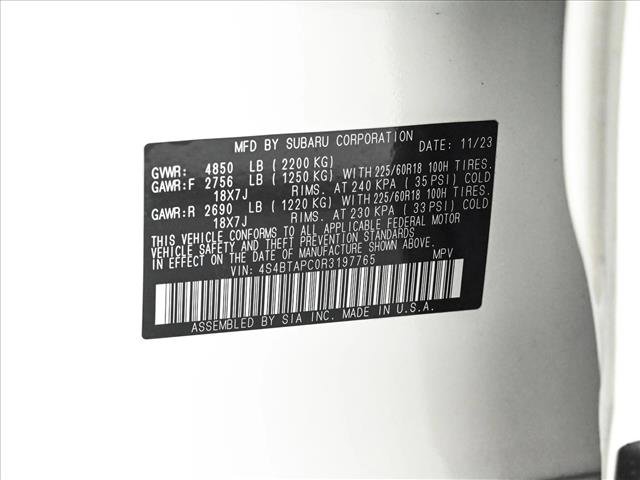 MFD BY SUBARU CORPORATION DATE: 11/23
GVWR: 4850 LB (2200 KG)
GAWR:F 2756 LB (1250 KG) WITH 225/60R18 100H TIRES.
18X7J RIMS. AT 240 KPA (35 PSI) COLD
GAWR:R 2690 LB (1220 KG) WITH 225/60R18 100H TIRES.
18X7J RIMS. AT 230 KPA (33 PSI) COLD
THIS VEHICLE CONFORMS TO ALL APPLICABLE FEDERAL MOTOR
VEHICLE SAFETY AND THEFT PREVENTION STANDARDS
IN EFFECT ON THE DATE OF MANUFACTURE SHOWN ABOVE.
VIN: 4S4BTAPC0R3197765 MPV
ASSEMBLED BY SIA INC. MADE IN U.S.A.